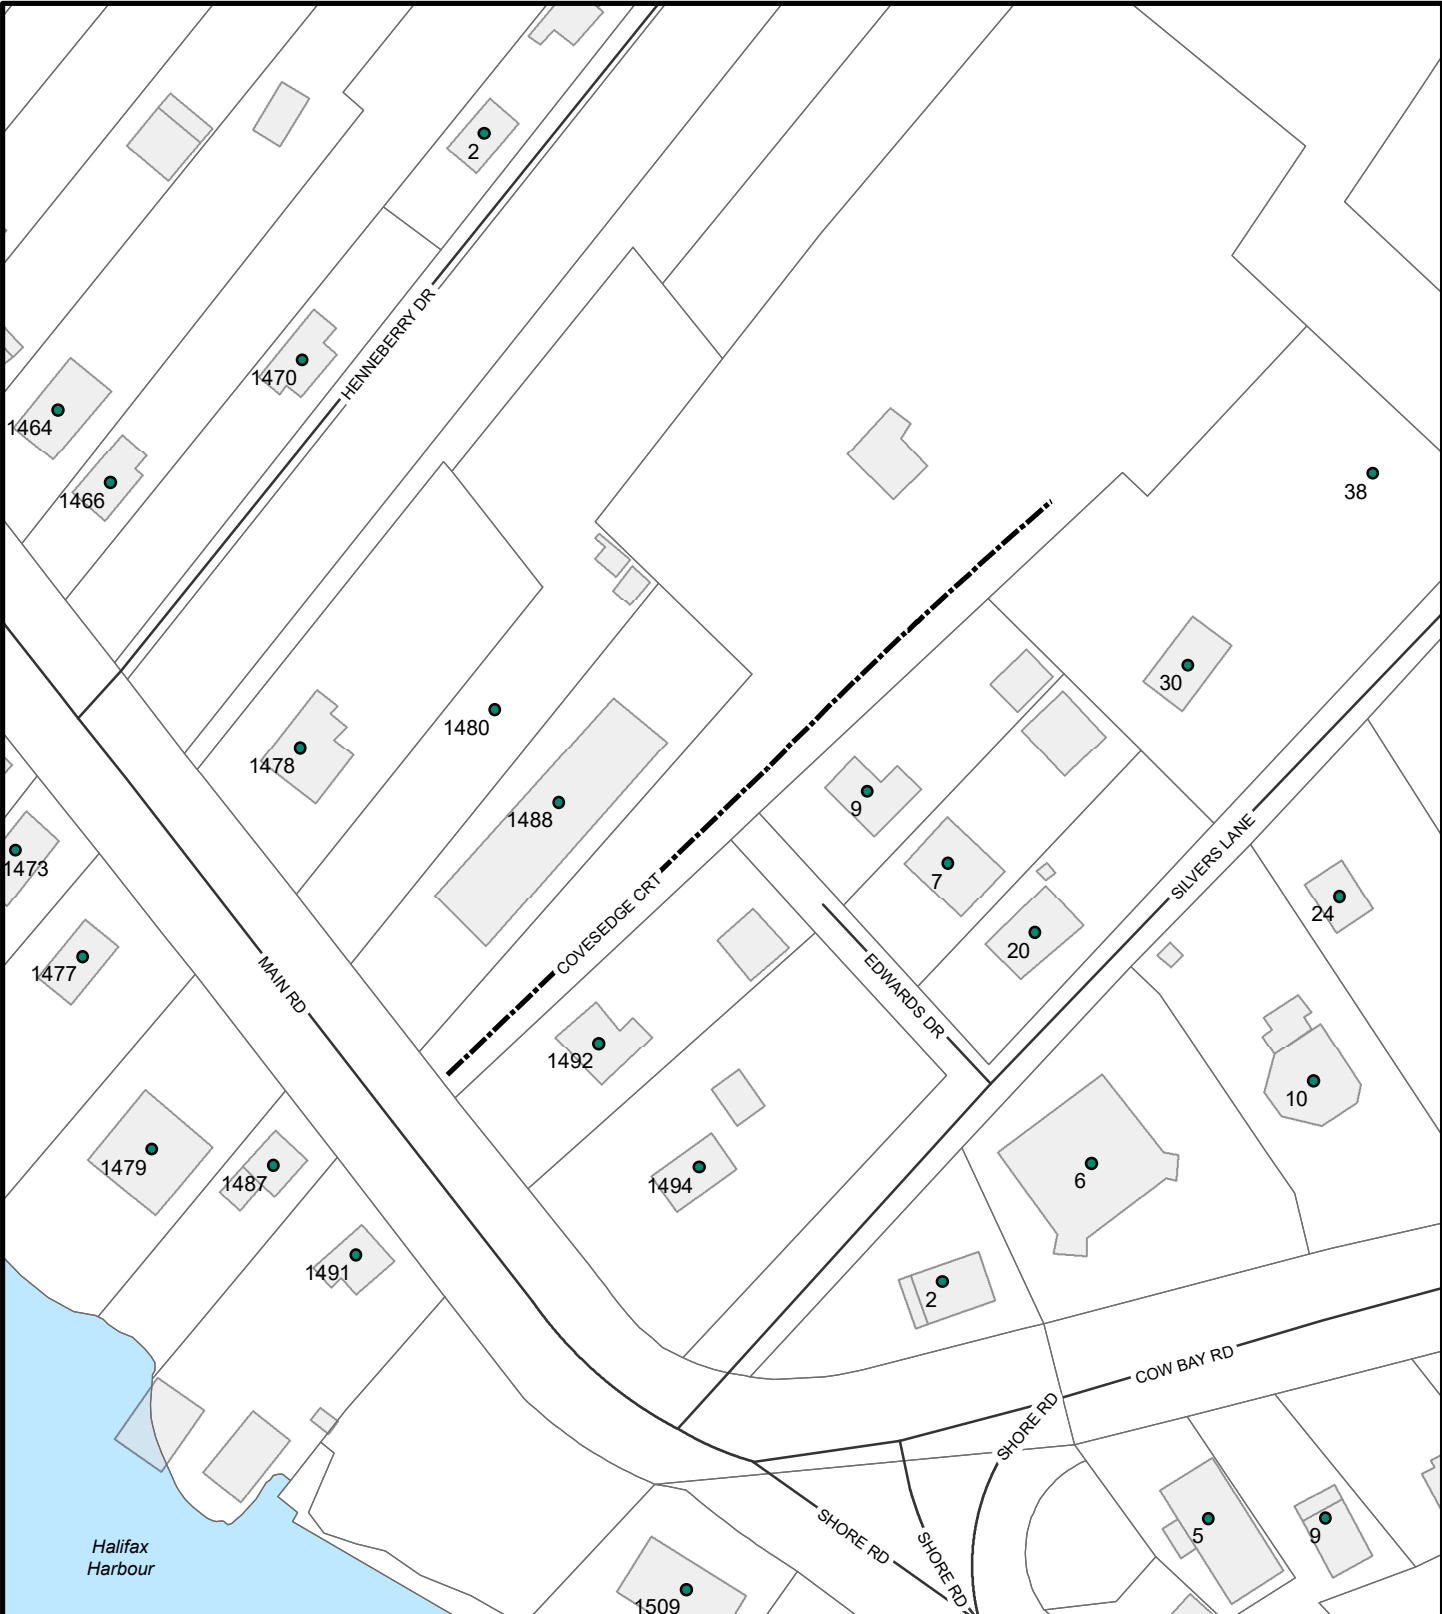 2
HENNEBERRY DR
1470
1464
1466
38
30
1480
1478
9
1488
SILVERS LANE
1473
7
24
COVESEDGE CRT
20
1477
MAIN RD
EDWARDS DR
1492
10
1479
1487
1494
6
1491
2
COW BAY RD
SHORE RD
SHORE RD
SHORE RD
5
9
Halifax
Harbour
1509